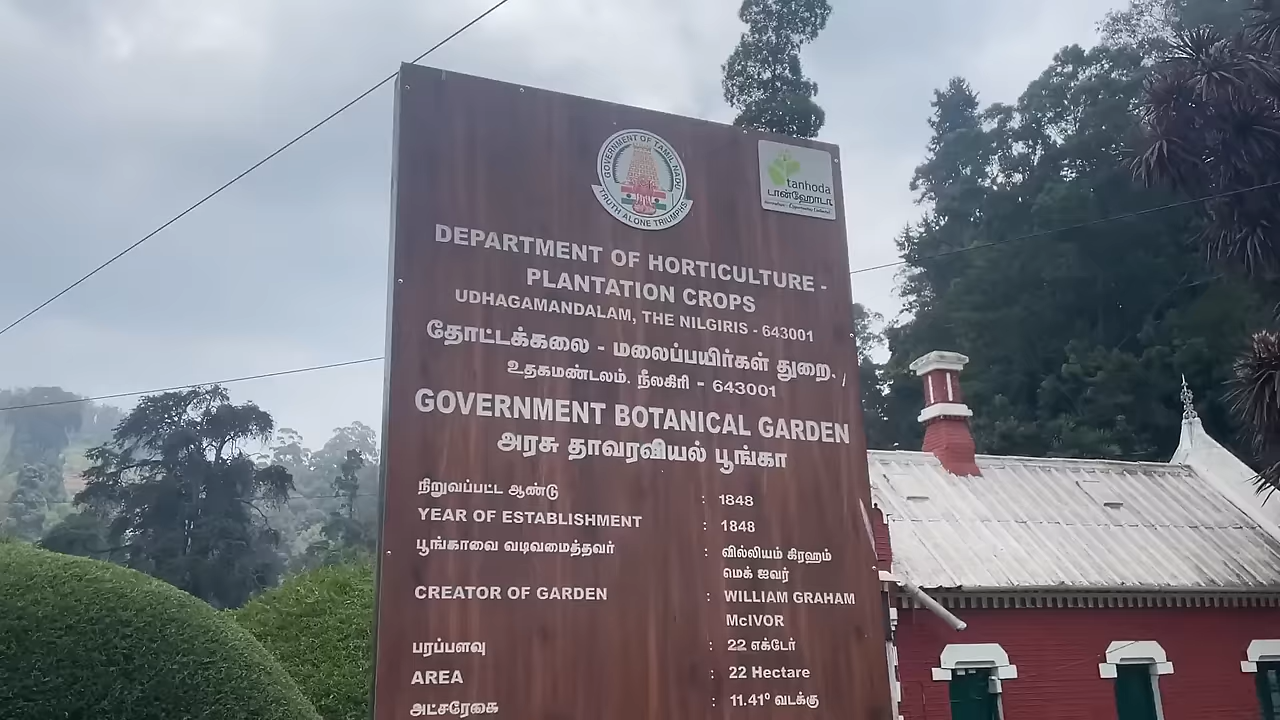 GOVERNMENT OF TAMIL NADU
TRUTH ALONE TRIUMPHS
tanhoda
டான்ஹோடா
DEPARTMENT OF HORTICULTURE -
PLANTATION CROPS
UDHAGAMANDALAM, THE NILGIRIS - 643001
தோட்டக்கலை - மலைப்பயிர்கள் துறை.
உதகமண்டலம். நீலகிரி - 643001
GOVERNMENT BOTANICAL GARDEN
அரசு தாவரவியல் பூங்கா
நிறுவப்பட்ட ஆண்டு : 1848
YEAR OF ESTABLISHMENT : 1848
பூங்காவை வடிவமைத்தவர் : வில்லியம் கிரஹம்
மெக் ஐவர்
CREATOR OF GARDEN : WILLIAM GRAHAM
McIVOR
பரப்பளவு : 22 எக்டேர்
AREA : 22 Hectare
அட்சரேகை : 11.41º வடக்கு